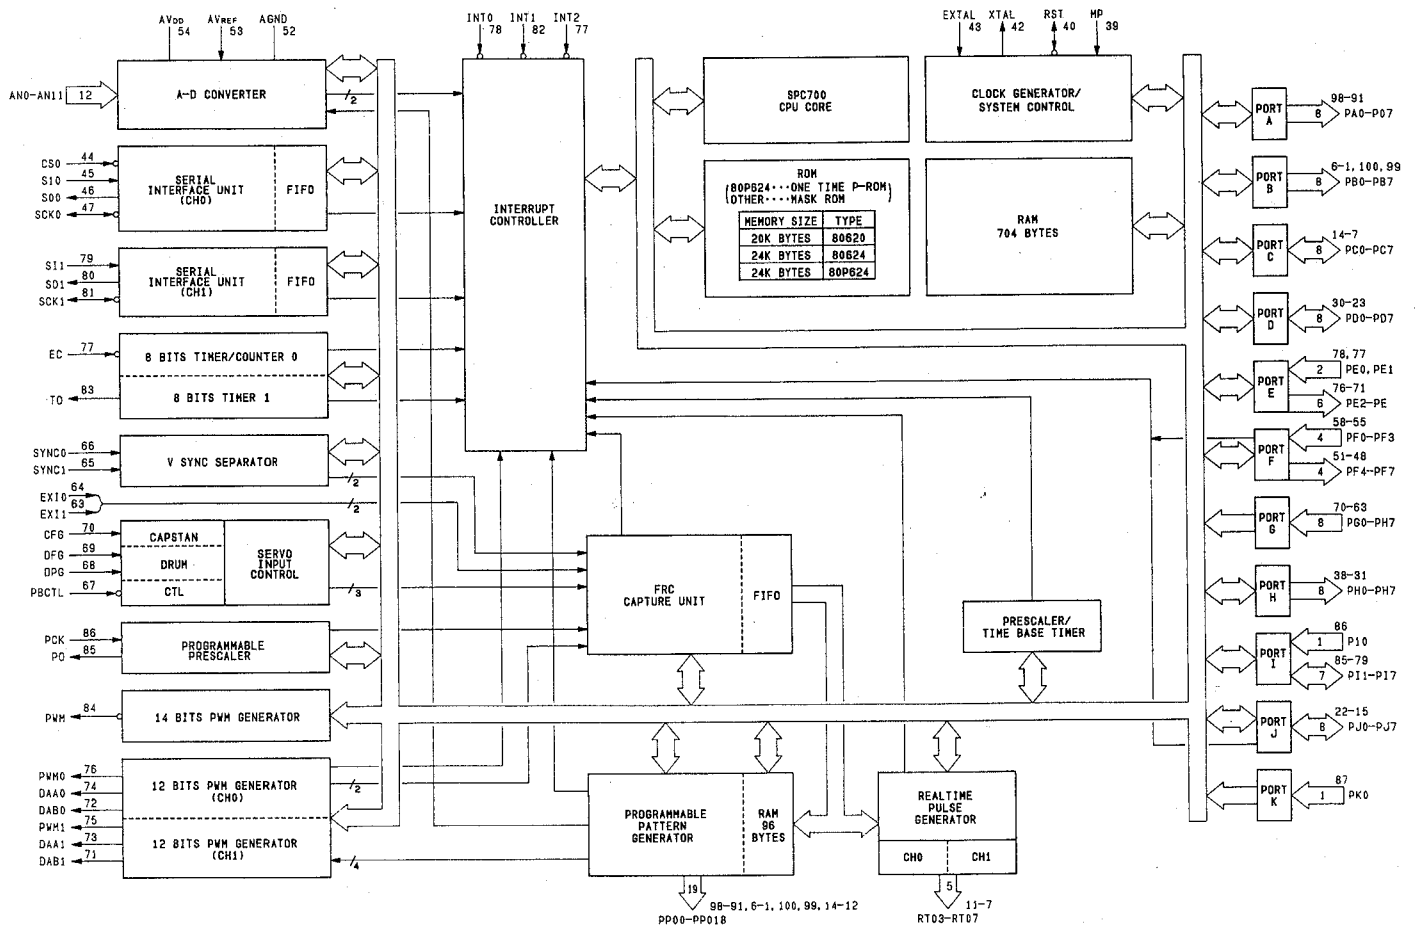 AVDD
54
AVREF
53
AGND
52
AN0-AN11
12
A-D CONVERTER
2
CS0
44
SI0
45
SO0
46
SCK0
47
SERIAL
INTERFACE UNIT
(CH0)
FIFO
SI1
79
SO1
80
SCK1
81
SERIAL
INTERFACE UNIT
(CH1)
FIFO
EC
77
TO
83
8 BITS TIMER/COUNTER 0
8 BITS TIMER 1
SYNC0
66
SYNC1
65
V SYNC SEPARATOR
2
EXI0
64
EXI1
63
2
CFG
70
DFG
69
DPG
68
PBCTL
67
CAPSTAN
DRUM
CTL
SERVO
INPUT
CONTROL
3
PCK
86
PO
85
PROGRAMMABLE
PRESCALER
PWM
84
14 BITS PWM GENERATOR
PWM0
76
DAA0
74
DAB0
72
PWM1
75
DAA1
73
DAB1
71
12 BITS PWM GENERATOR
(CH0)
12 BITS PWM GENERATOR
(CH1)
2
4
INT0
78
INT1
82
INT2
77
INTERRUPT
CONTROLLER
SPC700
CPU CORE
EXTAL
43
XTAL
42
RST
40
MP
39
CLOCK GENERATOR/
SYSTEM CONTROL
ROM
(80P624···ONE TIME P-ROM)
(OTHER····MASK ROM)
MEMORY SIZE TYPE
20K BYTES 80620
24K BYTES 80624
24K BYTES 80P624
RAM
704 BYTES
FRC
CAPTURE UNIT
FIFO
PRESCALER/
TIME BASE TIMER
PROGRAMMABLE
PATTERN
GENERATOR
RAM
96
BYTES
19
98-91,6-1,100,99,14-12
PP00-PP018
REALTIME
PULSE
GENERATOR
CH0
CH1
5
11-7
RT03-RT07
PORT
A
8
98-91
PA0-P07
PORT
B
8
6-1,100,99
PB0-PB7
PORT
C
8
14-7
PC0-PC7
PORT
D
8
30-23
PD0-PD7
PORT
E
2
78,77
PE0,PE1
6
76-71
PE2-PE
PORT
F
4
58-55
PF0-PF3
4
51-48
PF4-PF7
PORT
G
8
70-63
PG0-PH7
PORT
H
8
38-31
PH0-PH7
PORT
I
1
86
PI0
7
85-79
PI1-PI7
PORT
J
8
22-15
PJ0-PJ7
PORT
K
1
87
PK0